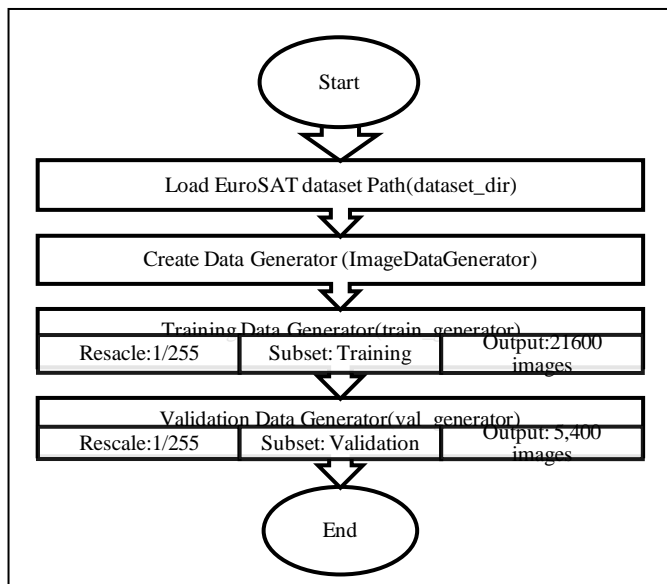 Start
Load EuroSAT dataset Path(dataset_dir)
Create Data Generator (ImageDataGenerator)
Training Data Generator(train_generator)
Resacle:1/255
Subset: Training
Output:21600
images
Validation Data Generator(val_generator)
Rescale:1/255
Subset: Validation
Output: 5,400
images
End